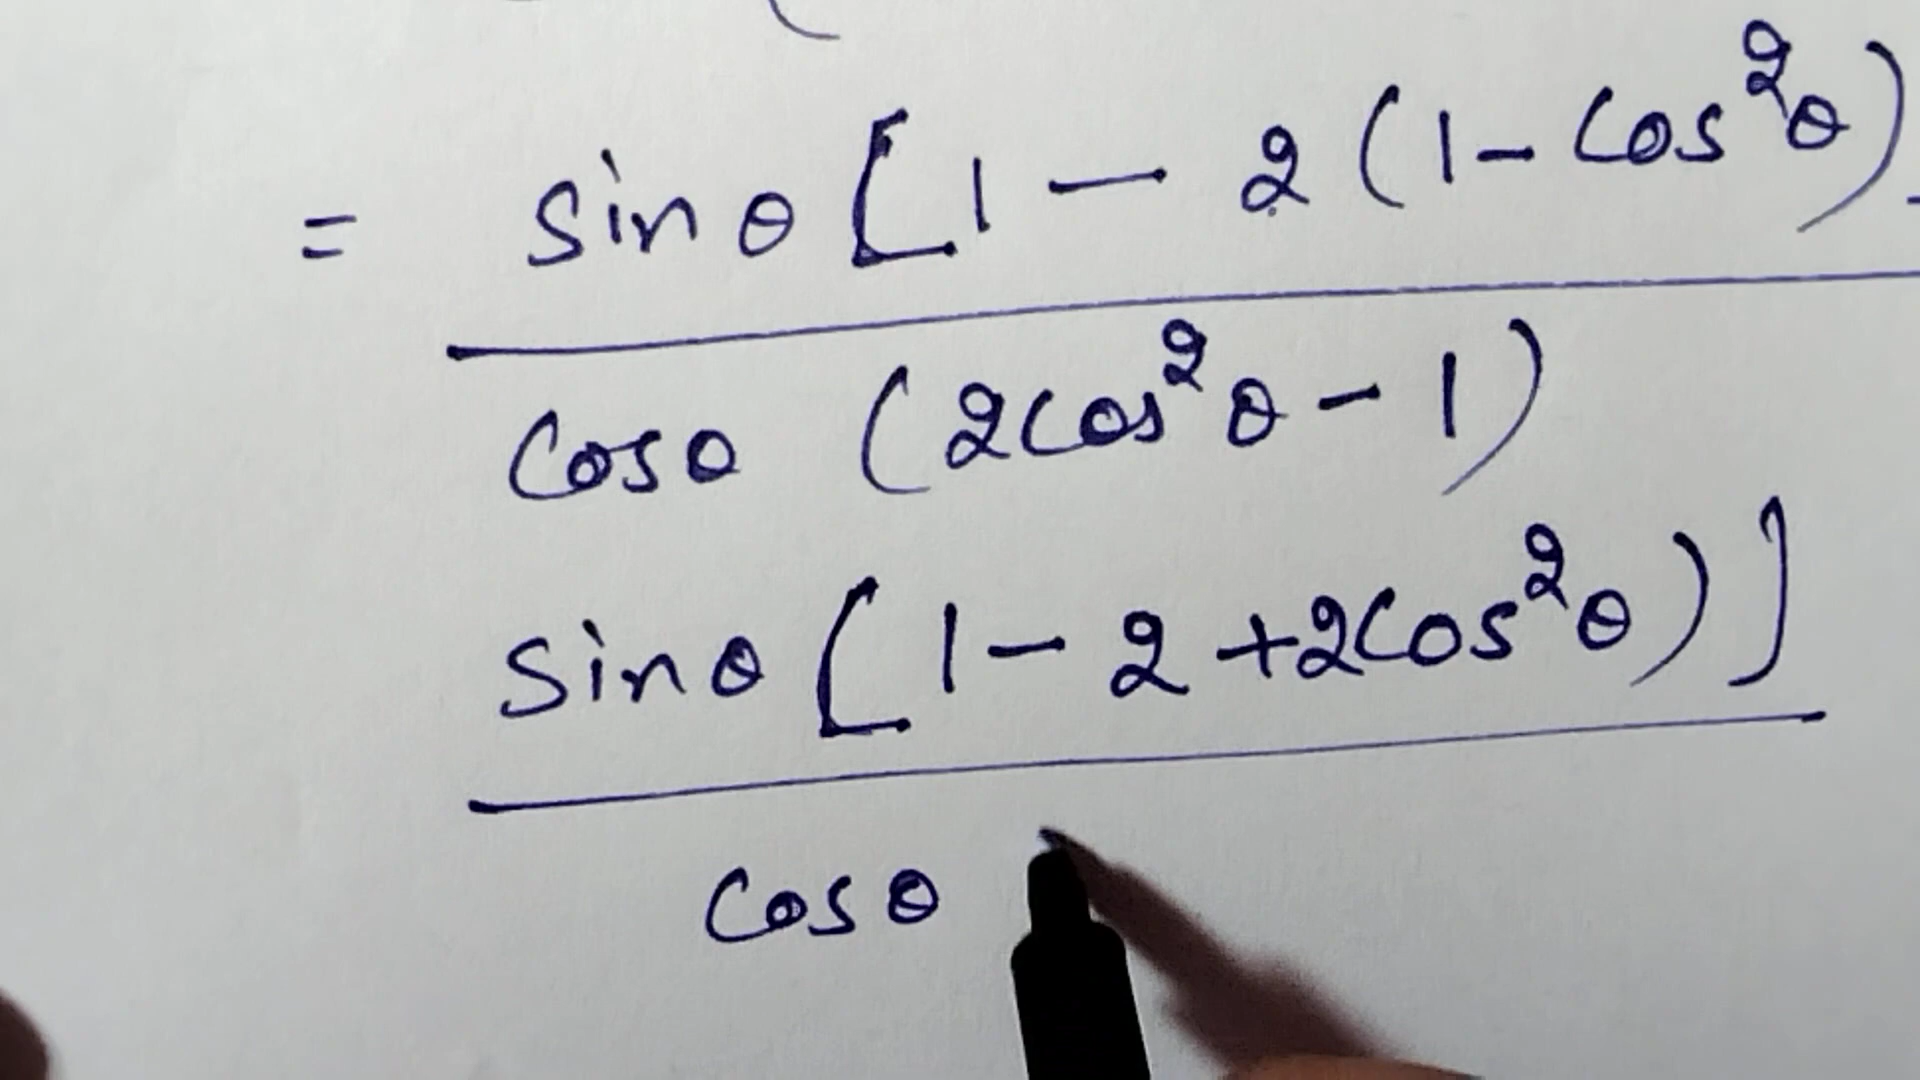 = sinθ [1 - 2(1-cos²θ)
cosθ (2cos²θ - 1)
sinθ [1 - 2 + 2cos²θ)]
cosθ